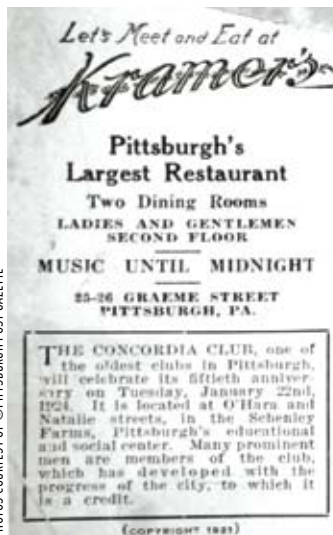 Let's Meet and Eat at
Kramer's
Pittsburgh's
Largest Restaurant
Two Dining Rooms
LADIES AND GENTLEMEN
SECOND FLOOR
MUSIC UNTIL MIDNIGHT
25-26 GRAEME STREET
PITTSBURGH, PA.
THE CONCORDIA CLUB, one of
the oldest clubs in Pittsburgh,
will celebrate its fiftieth anniver-
sary on Tuesday, January 22nd,
1924. It is located at O'Hara and
Natalie streets, in the Schenley
Farms, Pittsburgh's educational
and social center. Many prominent
men are members of the club,
which has developed with the
progress of the city, to which it
is a credit.
(COPYRIGHT 1921)
PITTSBURGH POST-GAZETTE